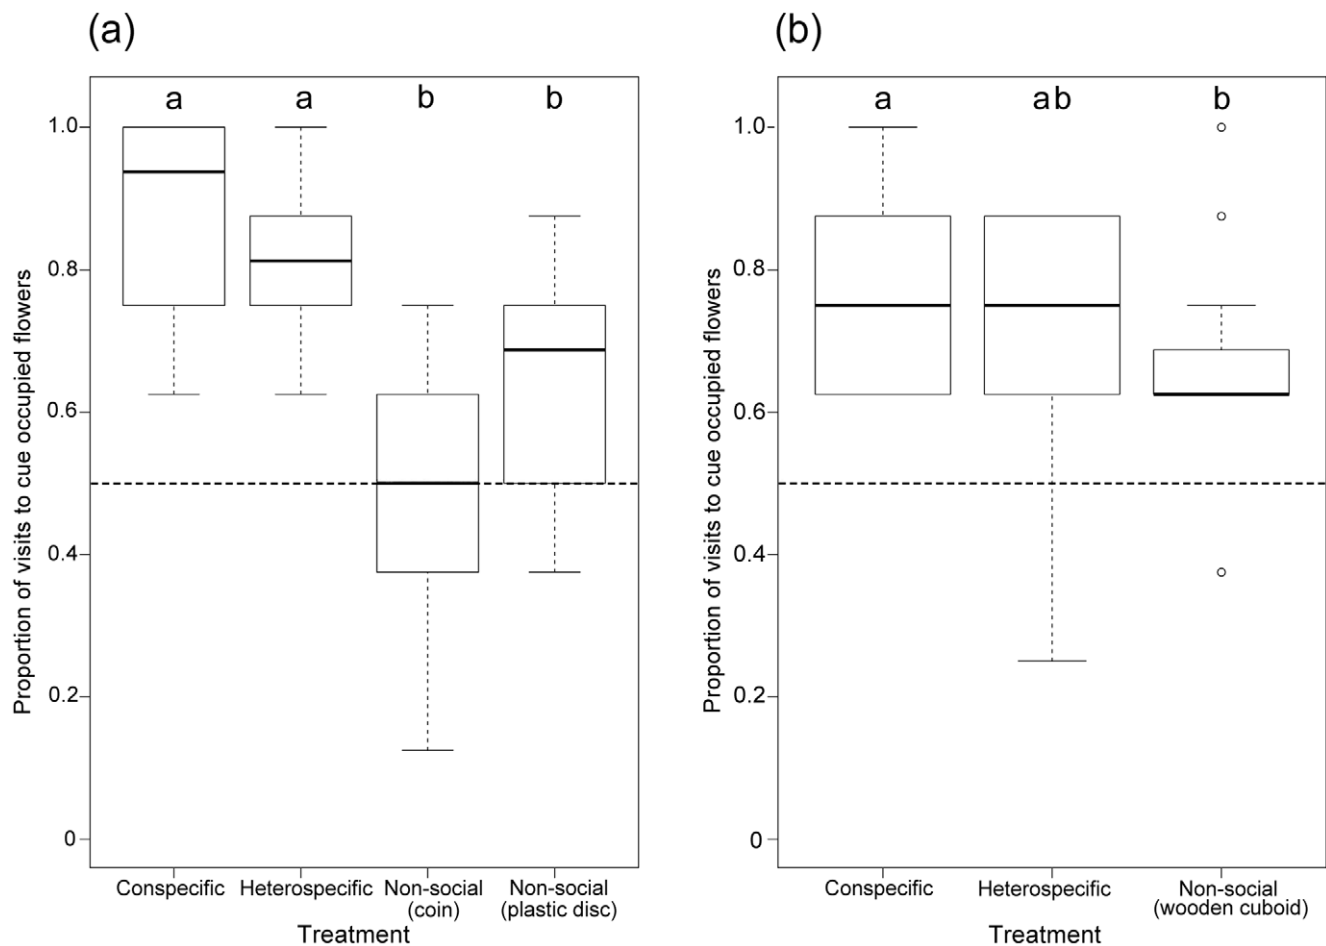 (a)
a a b b
1.0
0.8
0.6
0.4
0.2
0
Proportion of visits to cue occupied flowers
Conspecific Heterospecific Non-social Non-social
(coin) (plastic disc)
Treatment
(b)
a ab b
1.0
0.8
0.6
0.4
0.2
0
Proportion of visits to cue occupied flowers
Conspecific Heterospecific Non-social
(wooden cuboid)
Treatment